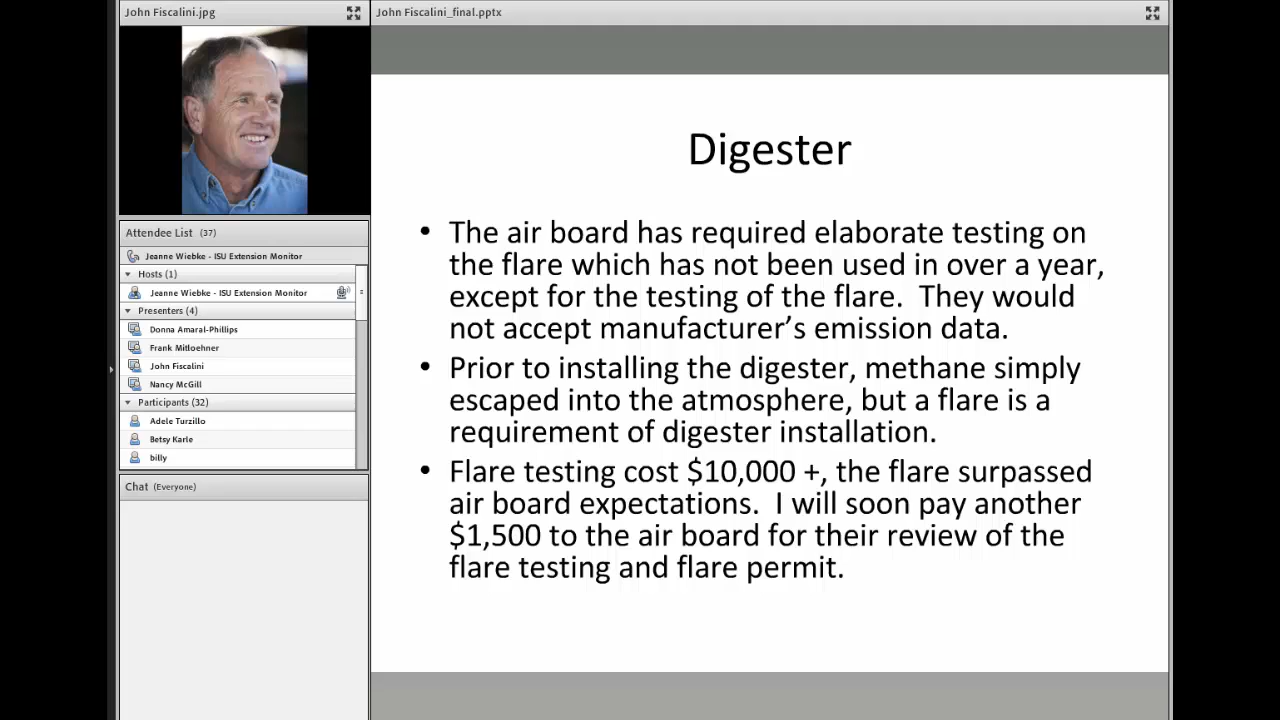 John Fiscalini.jpg
John Fiscalini_final.pptx
Attendee List (37)
Jeanne Wiebke - ISU Extension Monitor
Hosts (1)
Jeanne Wiebke - ISU Extension Monitor
Presenters (4)
Donna Amaral-Phillips
Frank Mitloehner
John Fiscalini
Nancy McGill
Participants (32)
Adele Turzillo
Betsy Karle
billy
Chat (Everyone)
Digester
• The air board has required elaborate testing on
the flare which has not been used in over a year,
except for the testing of the flare. They would
not accept manufacturer’s emission data.
• Prior to installing the digester, methane simply
escaped into the atmosphere, but a flare is a
requirement of digester installation.
• Flare testing cost $10,000 +, the flare surpassed
air board expectations. I will soon pay another
$1,500 to the air board for their review of the
flare testing and flare permit.